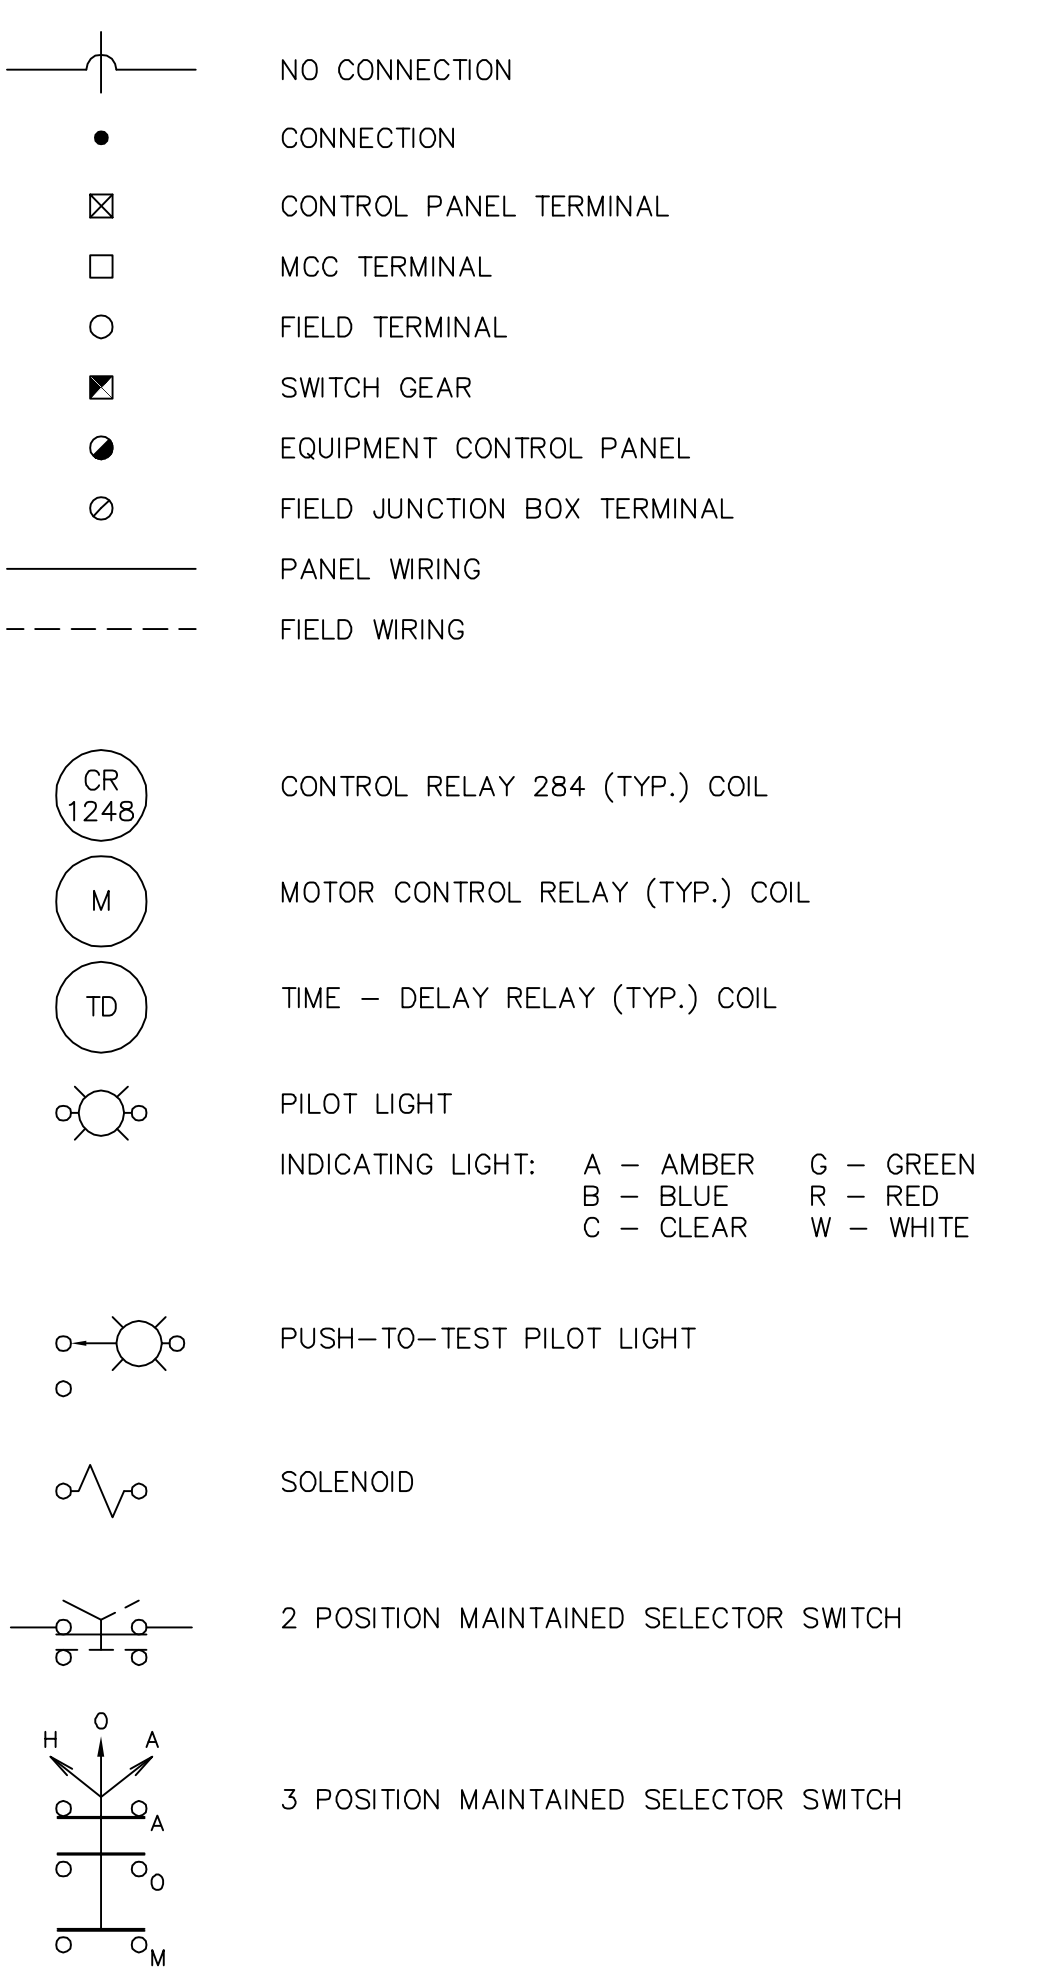 NO CONNECTION
CONNECTION
CONTROL PANEL TERMINAL
MCC TERMINAL
FIELD TERMINAL
SWITCH GEAR
EQUIPMENT CONTROL PANEL
FIELD JUNCTION BOX TERMINAL
PANEL WIRING
FIELD WIRING
CR
1248
CONTROL RELAY 284 (TYP.) COIL
M
MOTOR CONTROL RELAY (TYP.) COIL
TD
TIME – DELAY RELAY (TYP.) COIL
PILOT LIGHT
INDICATING LIGHT: A – AMBER G – GREEN
B – BLUE R – RED
C – CLEAR W – WHITE
PUSH-TO-TEST PILOT LIGHT
SOLENOID
2 POSITION MAINTAINED SELECTOR SWITCH
O
H A
3 POSITION MAINTAINED SELECTOR SWITCH
A
O
M